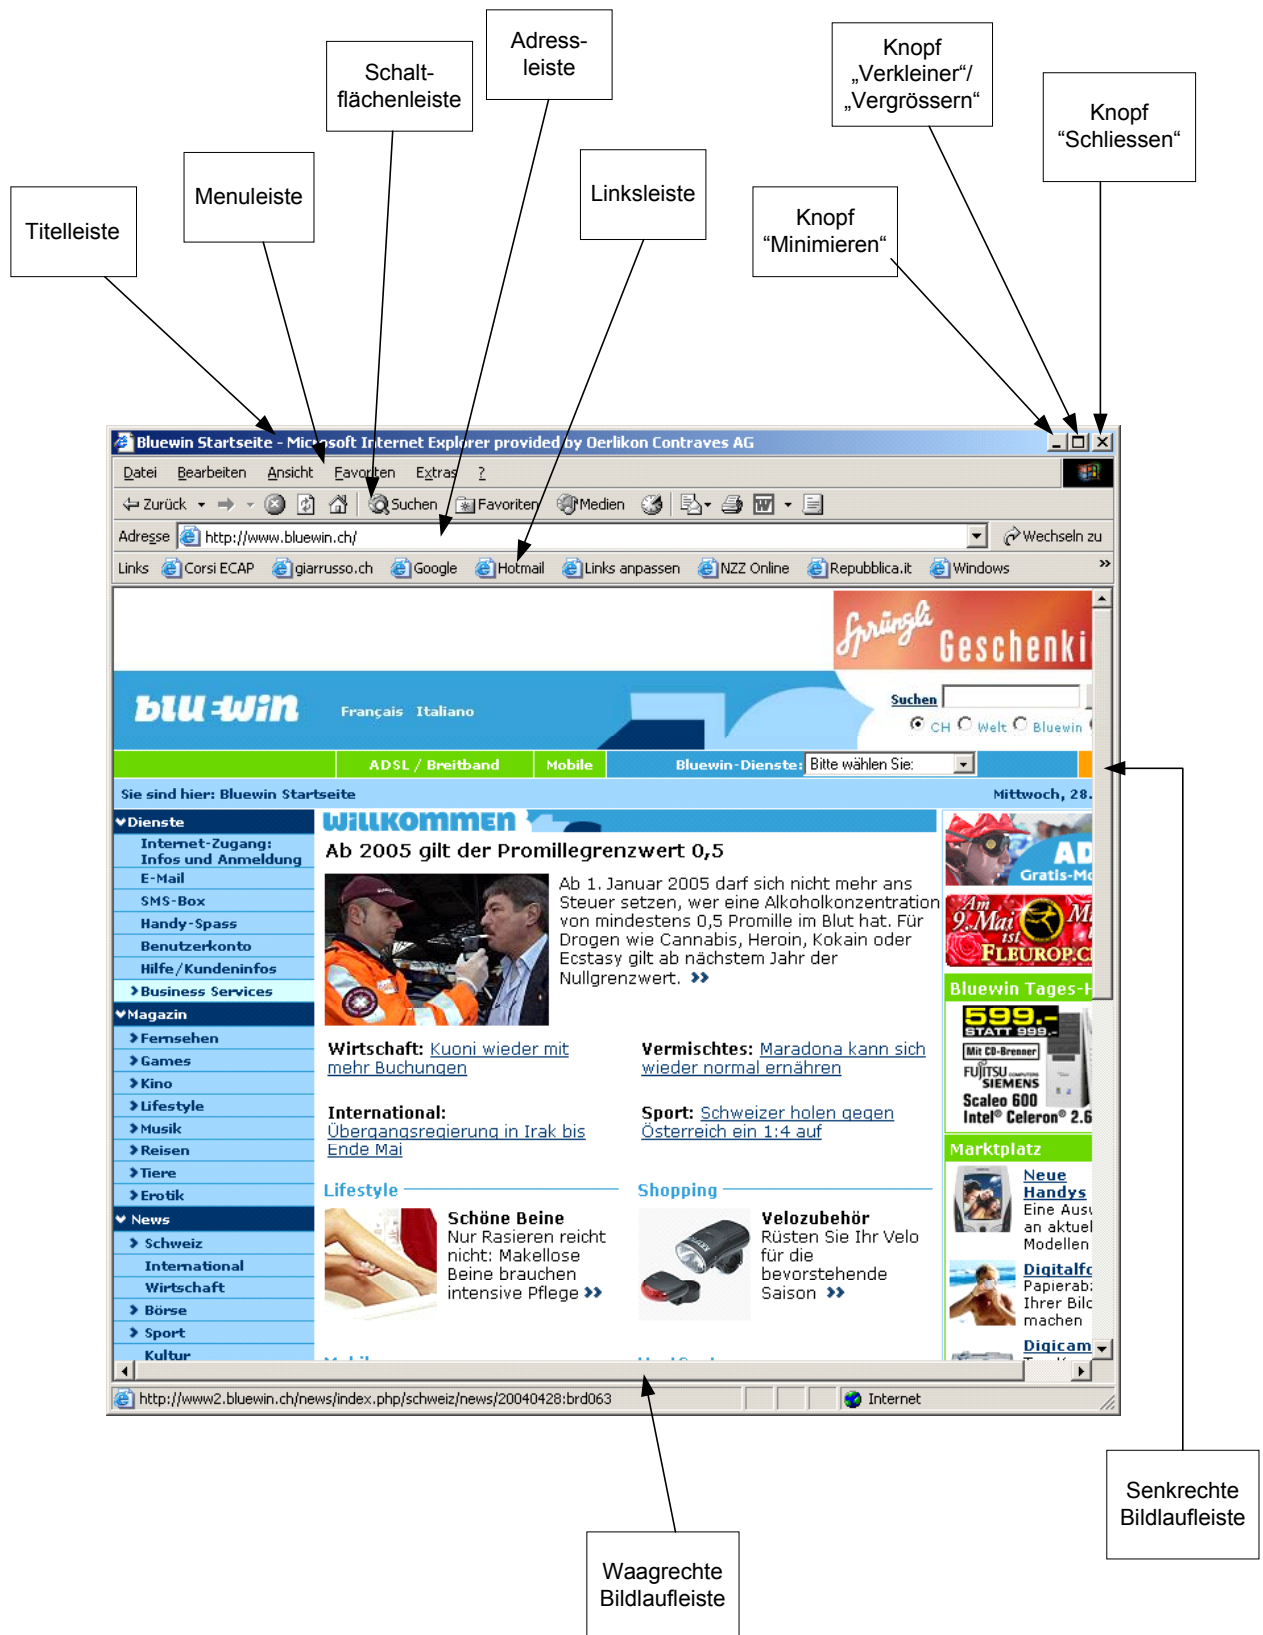 Adress-
leiste
Knopf
„Verkleiner“/
„Vergrössern“
Schalt-
flächenleiste
Knopf
“Schliessen“
Menuleiste
Linksleiste
Titelleiste
Knopf
“Minimieren“
Bluewin Startseite - Microsoft Internet Explorer provided by Oerlikon Contraves AG
Datei Bearbeiten Ansicht Favoriten Extras ?
Zurück Suchen Favoriten Medien
Adresse http://www.bluewin.ch/ Wechseln zu
Links Corsi ECAP giarrusso.ch Google Hotmail Links anpassen NZZ Online Repubblica.it Windows »
Sprüngli
Geschenki
bluewin Français Italiano
Suchen
CH Welt Bluewin
ADSL / Breitband Mobile Bluewin-Dienste: Bitte wählen Sie:
Sie sind hier: Bluewin Startseite Mittwoch, 28.
Dienste
Internet-Zugang:
Infos und Anmeldung
E-Mail
SMS-Box
Handy-Spass
Benutzerkonto
Hilfe/Kundeninfos
Business Services
Magazin
Fernsehen
Games
Kino
Lifestyle
Musik
Reisen
Tiere
Erotik
News
Schweiz
International
Wirtschaft
Börse
Sport
Kultur
willkommen
Ab 2005 gilt der Promillegrenzwert 0,5
Ab 1. Januar 2005 darf sich nicht mehr ans
Steuer setzen, wer eine Alkoholkonzentration
von mindestens 0,5 Promille im Blut hat. Für
Drogen wie Cannabis, Heroin, Kokain oder
Ecstasy gilt ab nächstem Jahr der
Nullgrenzwert. »
Wirtschaft: Kuoni wieder mit
mehr Buchungen
Vermischtes: Maradona kann sich
wieder normal ernähren
International:
Übergangsregierung in Irak bis
Ende Mai
Sport: Schweizer holen gegen
Österreich ein 1:4 auf
Lifestyle
Schöne Beine
Nur Rasieren reicht
nicht: Makellose
Beine brauchen
intensive Pflege »
Shopping
Velozubehör
Rüsten Sie Ihr Velo
für die
bevorstehende
Saison »
AD
Gratis-Mo
Am
9. Mai
ist
FLEUROP.C
Bluewin Tages-H
599.-
STATT 999.-
Mit CD-Brenner
FUJITSU COMPUTERS
SIEMENS
Scaleo 600
Intel® Celeron® 2.6
Marktplatz
Neue
Handys
Eine Ausw
an aktuel
Modellen
Digitalfo
Papierabz
Ihrer Bild
machen
Digicam
http://www2.bluewin.ch/news/index.php/schweiz/news/20040428:brd063 Internet
Senkrechte
Bildlaufleiste
Waagrechte
Bildlaufleiste